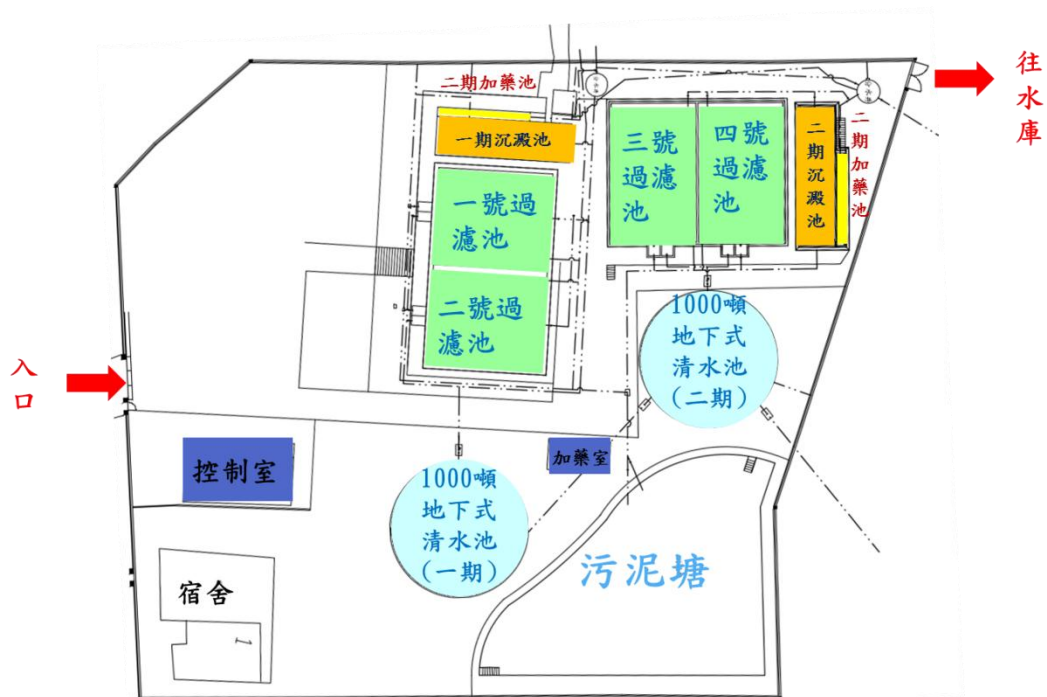 往
水
庫
二期加藥池
一期沉澱池
一號過
濾池
二號過
濾池
三號
過濾
池
四號
過濾
池
二期沉澱池
二期加藥池
1000噸
地下式
清水池
(二期)
入
口
控制室
加藥室
1000噸
地下式
清水池
(一期)
污泥塘
宿舍
1